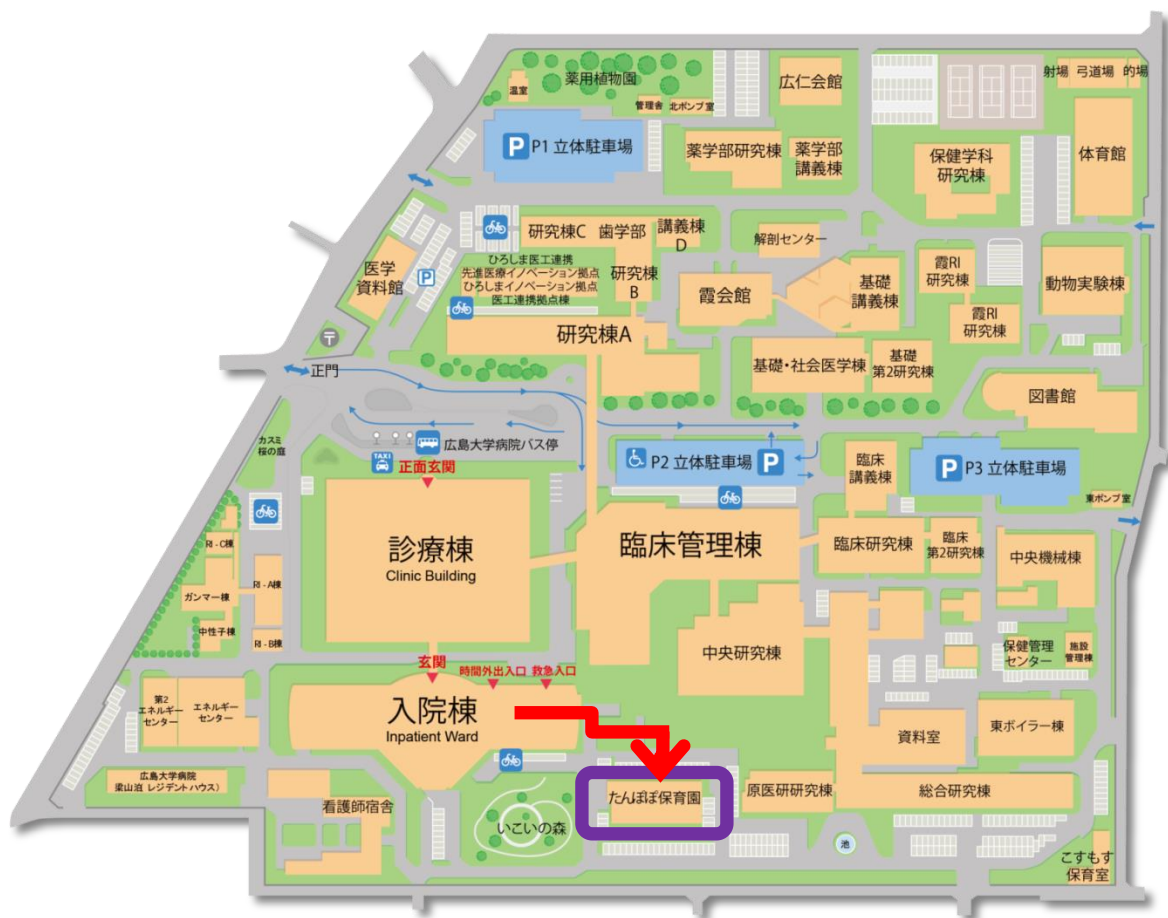 薬用植物園
温室
管理舎
北ポンプ室
広仁会館
射場
弓道場
的場
P
P1 立体駐車場
薬学部研究棟
薬学部
講義棟
保健学科
研究棟
体育館
研究棟C
歯学部
講義棟
D
解剖センター
ひろしま医工連携
先進医療イノベーション拠点
ひろしまイノベーション拠点
医工連携拠点棟
研究棟
B
医学
資料館
P
霞会館
基礎
講義棟
霞RI
研究棟
霞RI
研究棟
動物実験棟
研究棟A
基礎・社会医学棟
基礎
第2研究棟
図書館
〒
正門
カスミ
桜の庭
広島大学病院バス停
TAXI
正面玄関
P2 立体駐車場
P
臨床
講義棟
P
P3 立体駐車場
東ポンプ室
診療棟
Clinic Building
臨床管理棟
臨床研究棟
臨床
第2研究棟
中央機械棟
RI-C棟
RI-A棟
ガンマー棟
中性子棟
RI-B棟
中央研究棟
保健管理
センター
施設
管理棟
玄関
時間外出入口
救急入口
第2
エネルギー
センター
エネルギー
センター
入院棟
Inpatient Ward
資料室
東ボイラー棟
広島大学病院
梁山泊 レジデントハウス)
看護師宿舎
いこいの森
たんぽぽ保育園
原医研研究棟
総合研究棟
池
こすもす
保育室